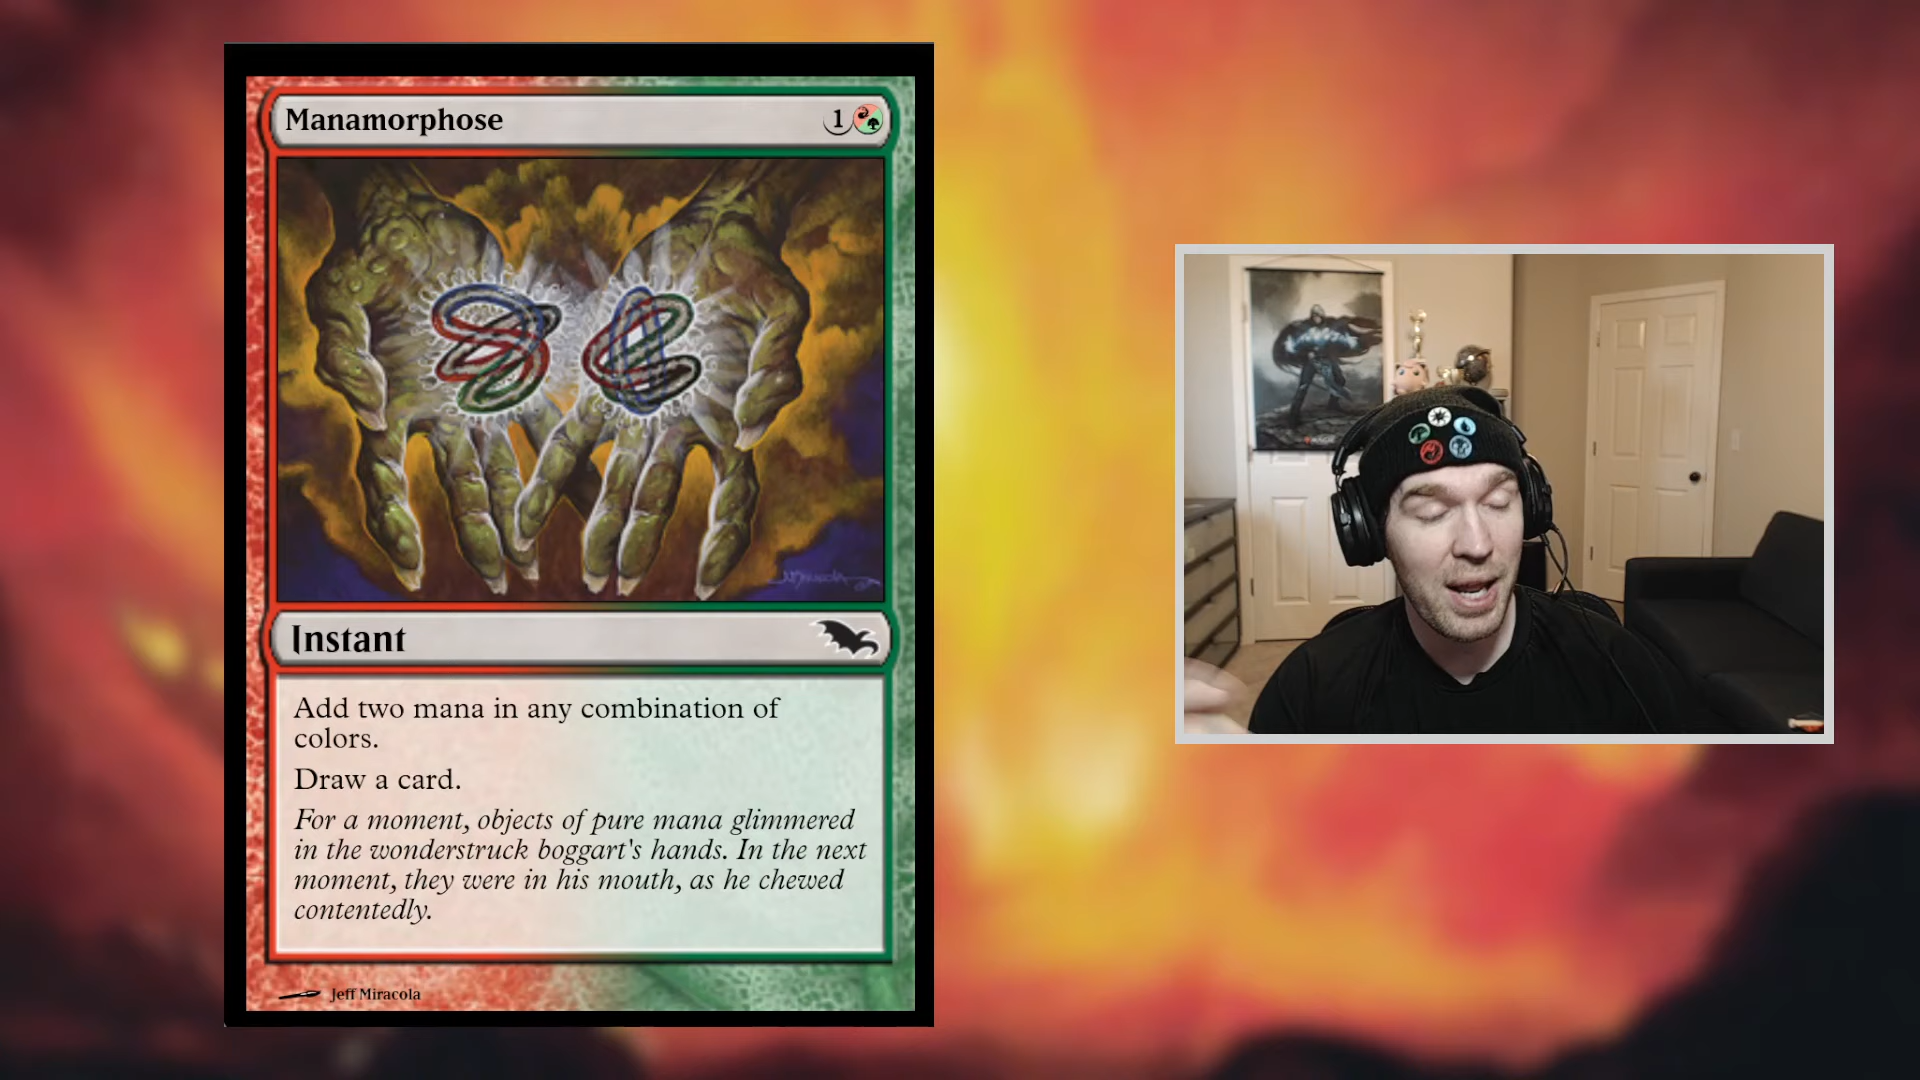 Manamorphose
1
Instant
Add two mana in any combination of
colors.
Draw a card.
For a moment, objects of pure mana glimmered
in the wonderstruck boggart's hands. In the next
moment, they were in his mouth, as he chewed
contentedly.
Jeff Miracola